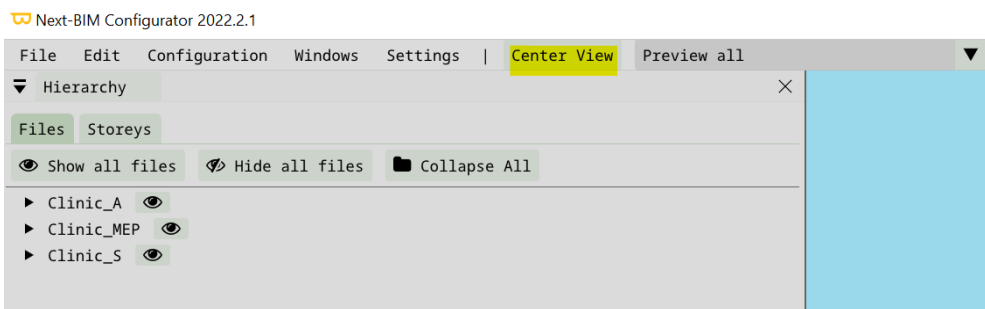 Next-BIM Configurator 2022.2.1
File Edit Configuration Windows Settings | Center View Preview all
Hierarchy
Files Storeys
Show all files Hide all files Collapse All
Clinic_A
Clinic_MEP
Clinic_S